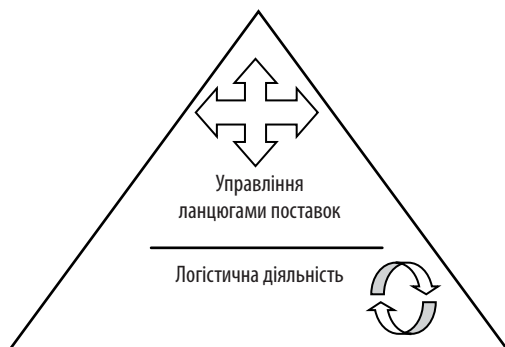 Управління
ланцюгами поставок
Логістична діяльність